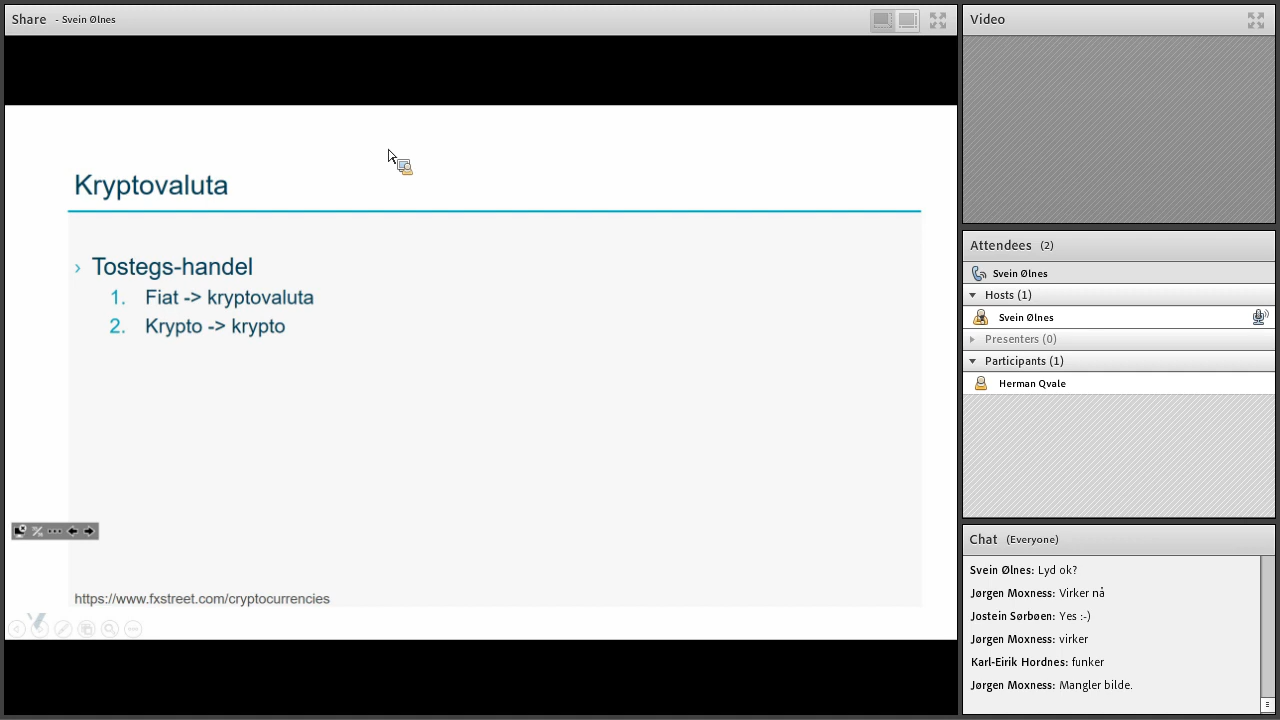 Share - Svein Ølnes
Kryptovaluta
› Tostegs-handel
1. Fiat -> kryptovaluta
2. Krypto -> krypto
https://www.fxstreet.com/cryptocurrencies
Video
Attendees (2)
Svein Ølnes
Hosts (1)
Svein Ølnes
Presenters (0)
Participants (1)
Herman Qvale
Chat (Everyone)
Svein Ølnes: Lyd ok?
Jørgen Moxness: Virker nå
Jostein Sørbøen: Yes :-)
Jørgen Moxness: virker
Karl-Eirik Hordnes: funker
Jørgen Moxness: Mangler bilde.